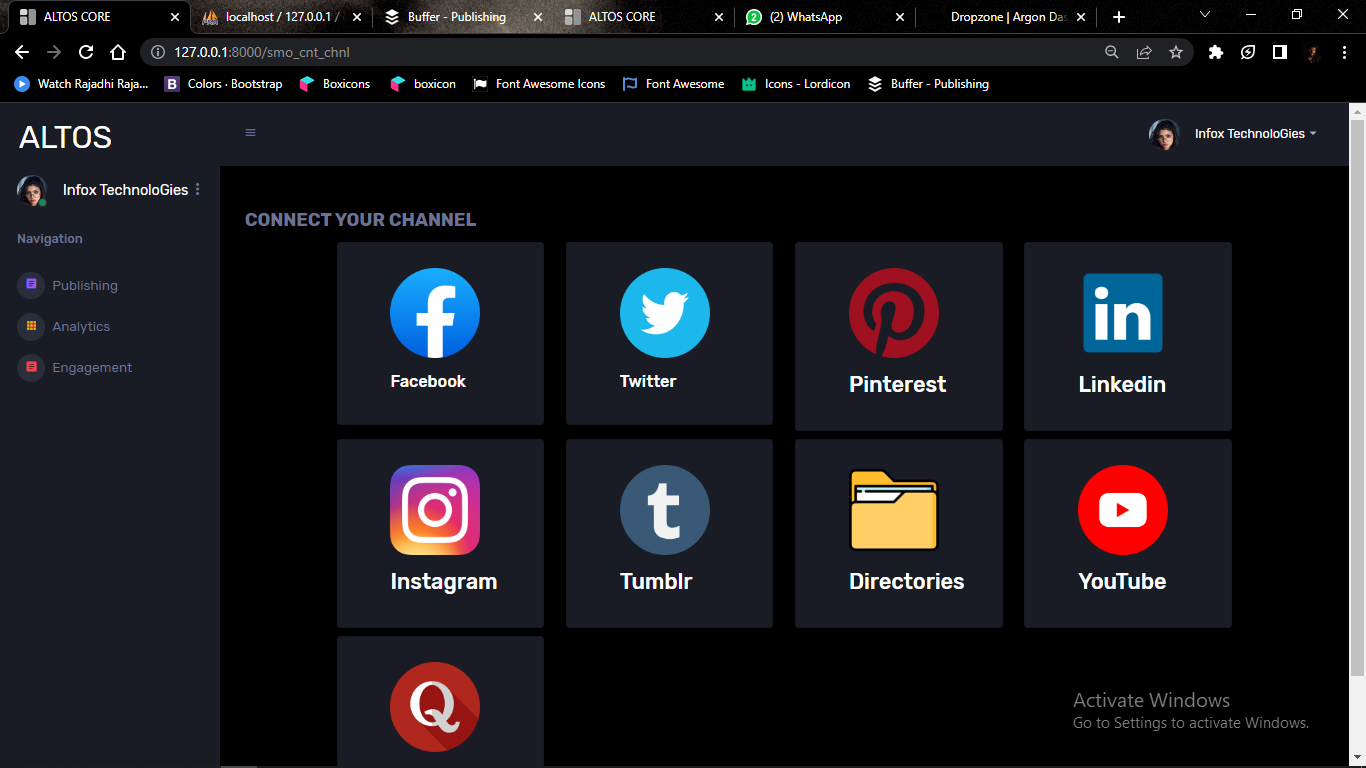 ALTOS CORE
localhost / 127.0.0.1 /
Buffer - Publishing
ALTOS CORE
(2) WhatsApp
Dropzone | Argon Das
127.0.0.1:8000/smo_cnt_chnl
Watch Rajadhi Raja...
Colors · Bootstrap
Boxicons
boxicon
Font Awesome Icons
Font Awesome
Icons - Lordicon
Buffer - Publishing
ALTOS
Infox TechnoloGies
Infox TechnoloGies
Navigation
Publishing
Analytics
Engagement
CONNECT YOUR CHANNEL
Facebook
Twitter
Pinterest
Linkedin
Instagram
Tumblr
Directories
YouTube
Activate Windows
Go to Settings to activate Windows.